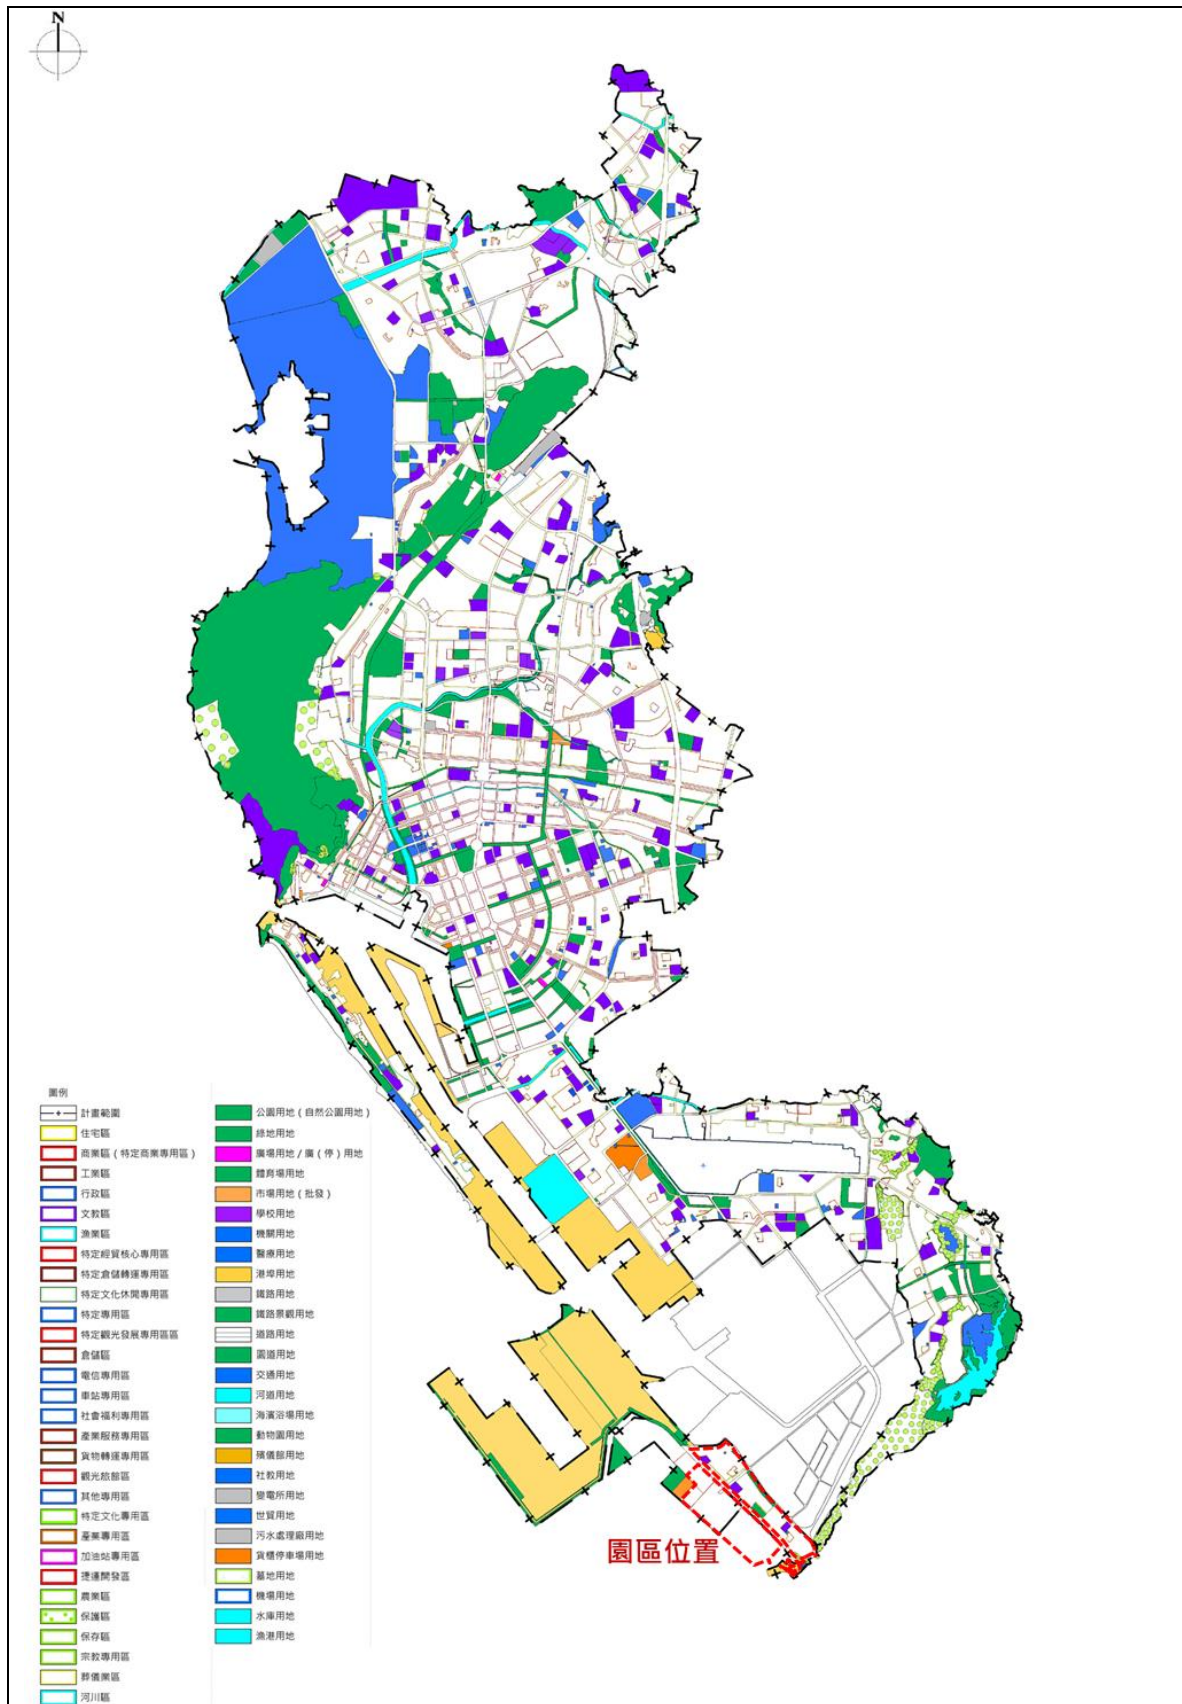 N
園區位置
圖例
計畫範圍
住宅區
商業區（特定商業專用區）
工業區
行政區
文教區
漁業區
特定經貿核心專用區
特定倉儲轉運專用區
特定文化休閒專用區
特定專用區
特定觀光發展專用區區
倉儲區
電信專用區
車站專用區
社會福利專用區
產業服務專用區
貨物轉運專用區
觀光旅館區
其他專用區
特定文化專用區
產業專用區
加油站專用區
捷運開發區
農業區
保護區
保存區
宗教專用區
葬儀業區
河川區
公園用地（自然公園用地）
綠地用地
廣場用地／廣（停）用地
體育場用地
市場用地（批發）
學校用地
機關用地
醫療用地
港埠用地
鐵路用地
鐵路景觀用地
道路用地
園道用地
交通用地
河道用地
海濱浴場用地
動物園用地
殯儀館用地
社教用地
變電所用地
世貿用地
污水處理廠用地
貨櫃停車場用地
墓地用地
機場用地
水庫用地
漁港用地